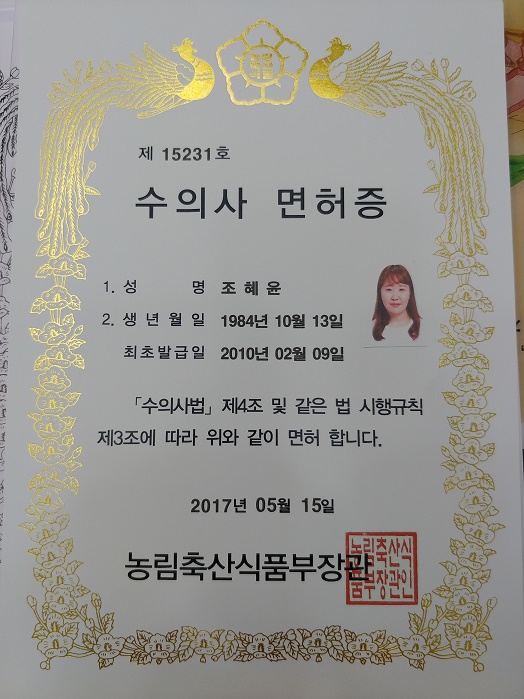 제 15231호
수의사 면허증
1. 성 명 조혜윤
2. 생년월일 1984년 10월 13일
최초발급일 2010년 02월 09일
「수의사법」 제4조 및 같은 법 시행규칙
제3조에 따라 위와 같이 면허 합니다.
2017년 05월 15일
농림축산식품부장관
농림축산식
품부장관인